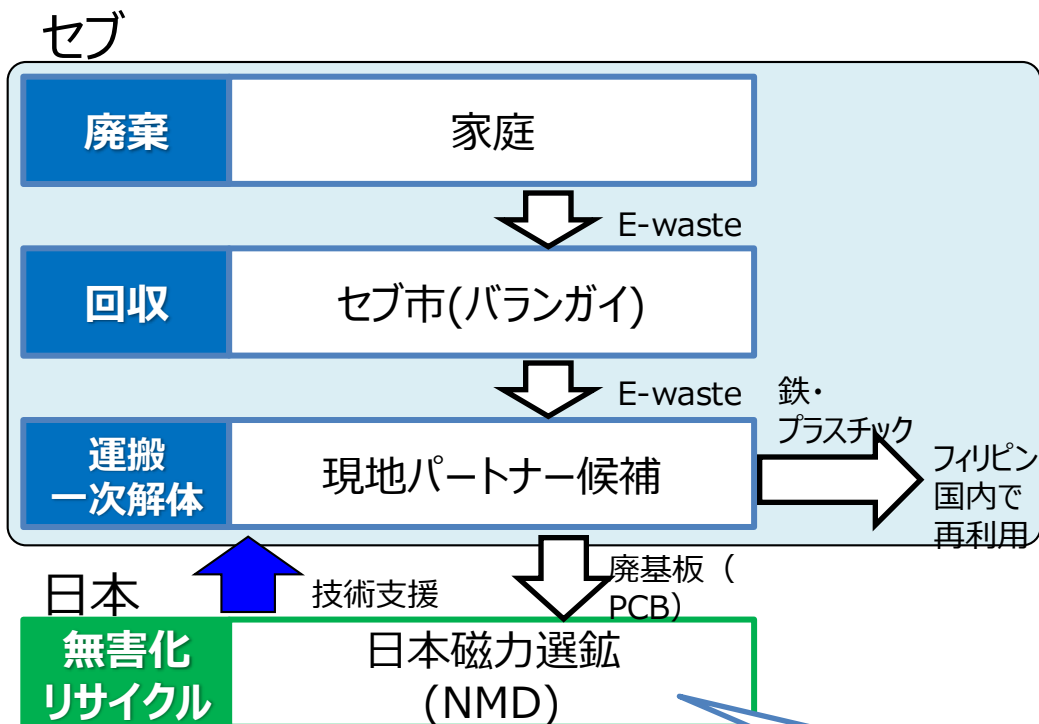 セブ
廃棄
家庭
E-waste
回収
セブ市(バランガイ)
E-waste
鉄・
プラスチック
運搬
一次解体
現地パートナー候補
フィリピン
国内で
再利用
日本
技術支援
廃基板（
PCB）
無害化
リサイクル
日本磁力選鉱
(NMD)